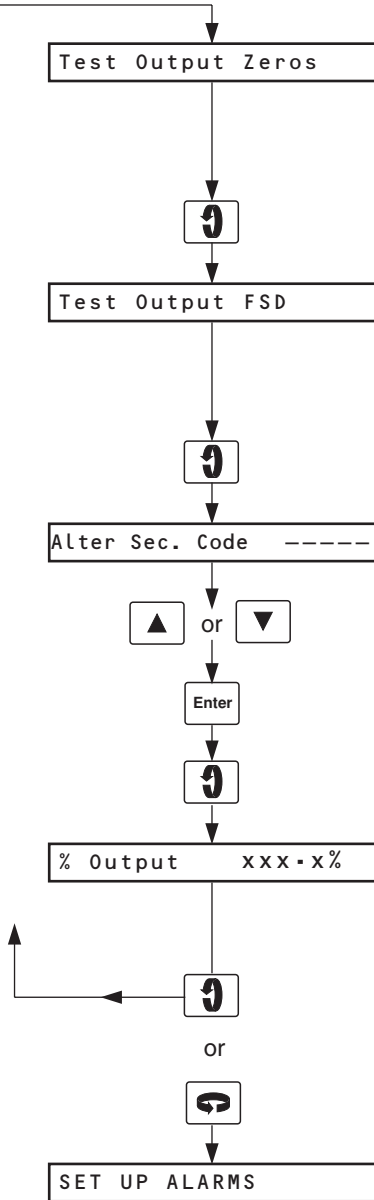 Test Output Zeros
Test Output FSD
Alter Sec. Code -----
▲ or ▼
Enter
% Output xxx.x%
or
SET UP ALARMS